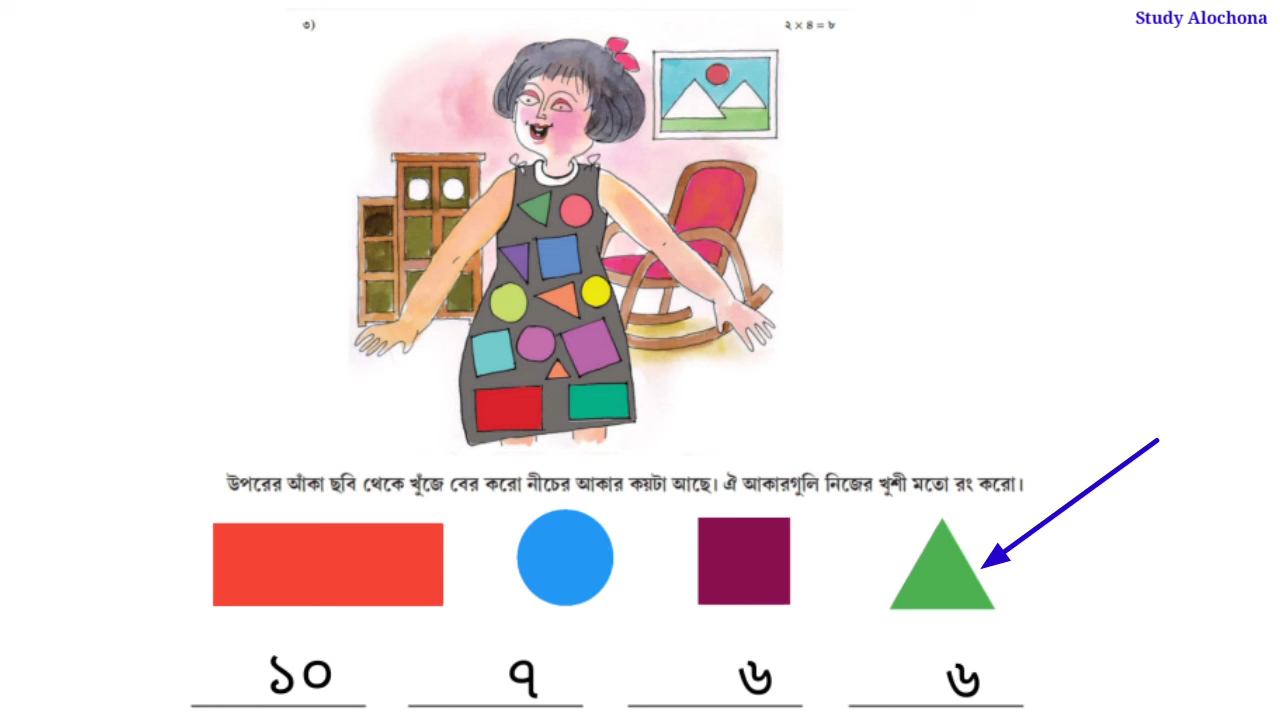 Study Alochona
৩) ২ × ৪ = ৮
উপরের আঁকা ছবি থেকে খুঁজে বের করো নীচের আকার কয়টা আছে। ঐ আকারগুলি নিজের খুশী মতো রং করো।
১০ ৭ ৬ ৬